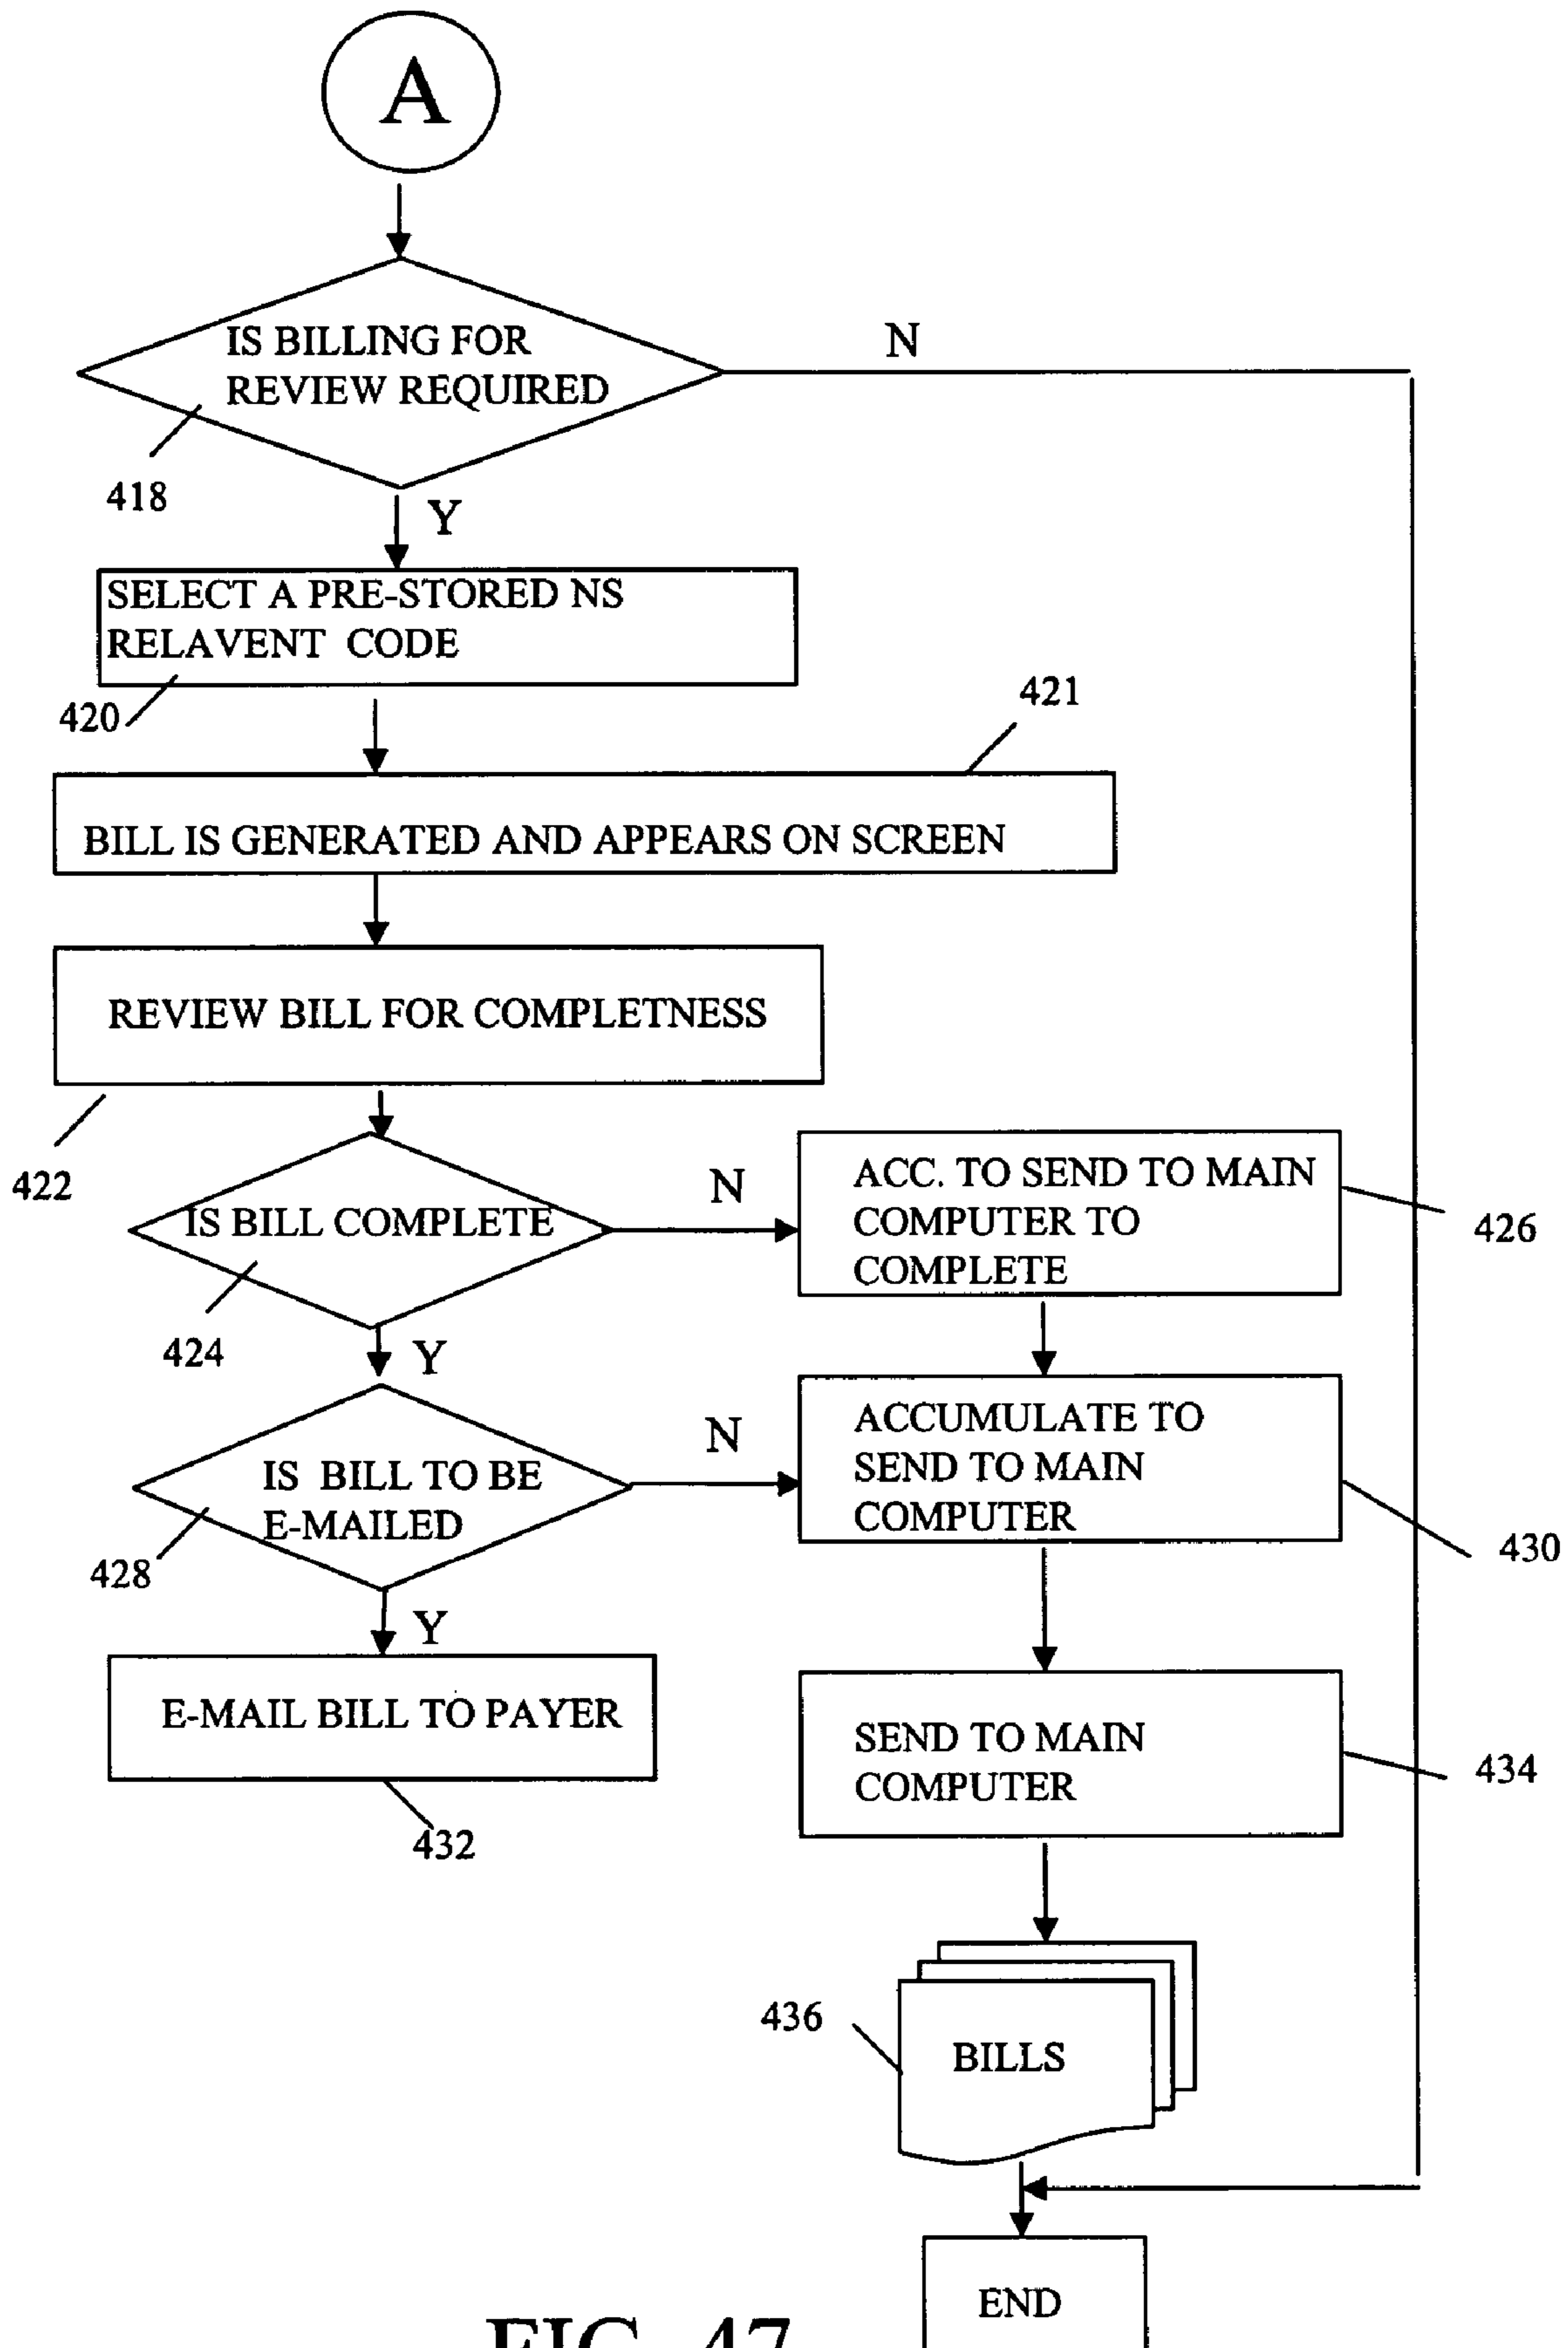 A
IS BILLING FOR
REVIEW REQUIRED
N
418
Y
SELECT A PRE-STORED NS
RELAVENT CODE
420
421
BILL IS GENERATED AND APPEARS ON SCREEN
REVIEW BILL FOR COMPLETNESS
422
IS BILL COMPLETE
N
ACC. TO SEND TO MAIN
COMPUTER TO
COMPLETE
426
424
Y
IS BILL TO BE
E-MAILED
N
ACCUMULATE TO
SEND TO MAIN
COMPUTER
430
428
Y
E-MAIL BILL TO PAYER
432
SEND TO MAIN
COMPUTER
434
436
BILLS
END
FIG. 47